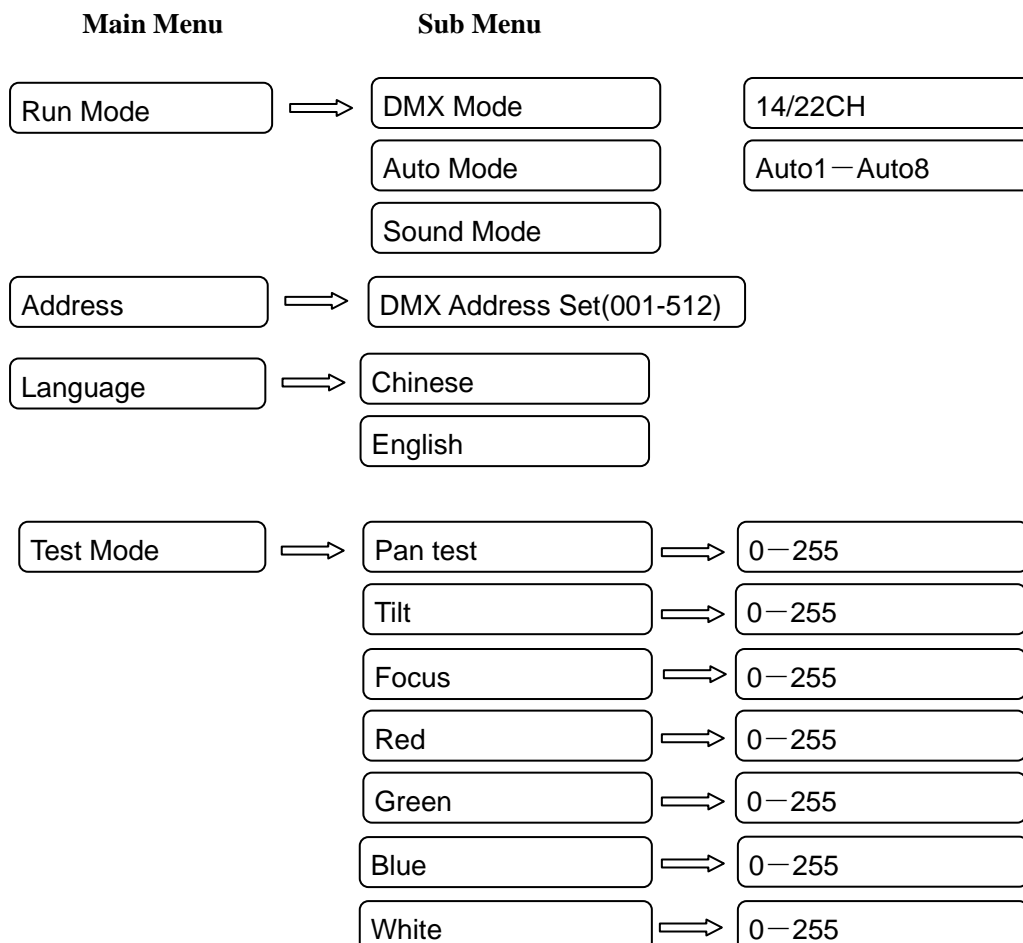 Main Menu Sub Menu
Run Mode DMX Mode 14/22CH
Auto Mode Auto1－Auto8
Sound Mode
Address DMX Address Set(001-512)
Language Chinese
English
Test Mode Pan test 0－255
Tilt 0－255
Focus 0－255
Red 0－255
Green 0－255
Blue 0－255
White 0－255